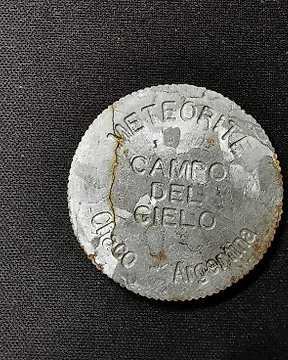 METEORITE
CAMPO
DEL
CIELO
Chaco Argentina